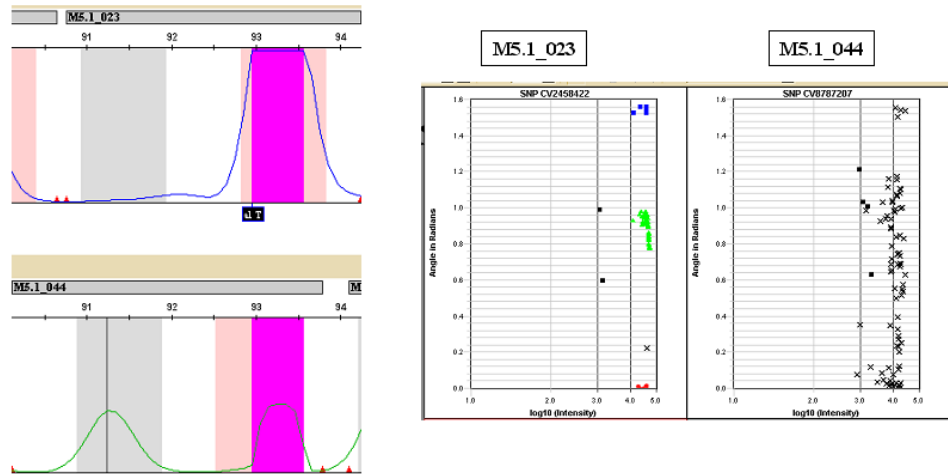 M5.1_023
91 92 93 94
T
M5.1_044 M
91 92 93 94
M5.1_023 M5.1_044
SNP CV2458422 SNP CV8787207
1.6
1.4
1.2
1.0
0.8
0.6
0.4
0.2
0.0
Angle in Radians
1.0 2.0 3.0 4.0 5.0
log10 (Intensity)
1.6
1.4
1.2
1.0
0.8
0.6
0.4
0.2
0.0
Angle in Radians
1.0 2.0 3.0 4.0 5.0
log10 (Intensity)